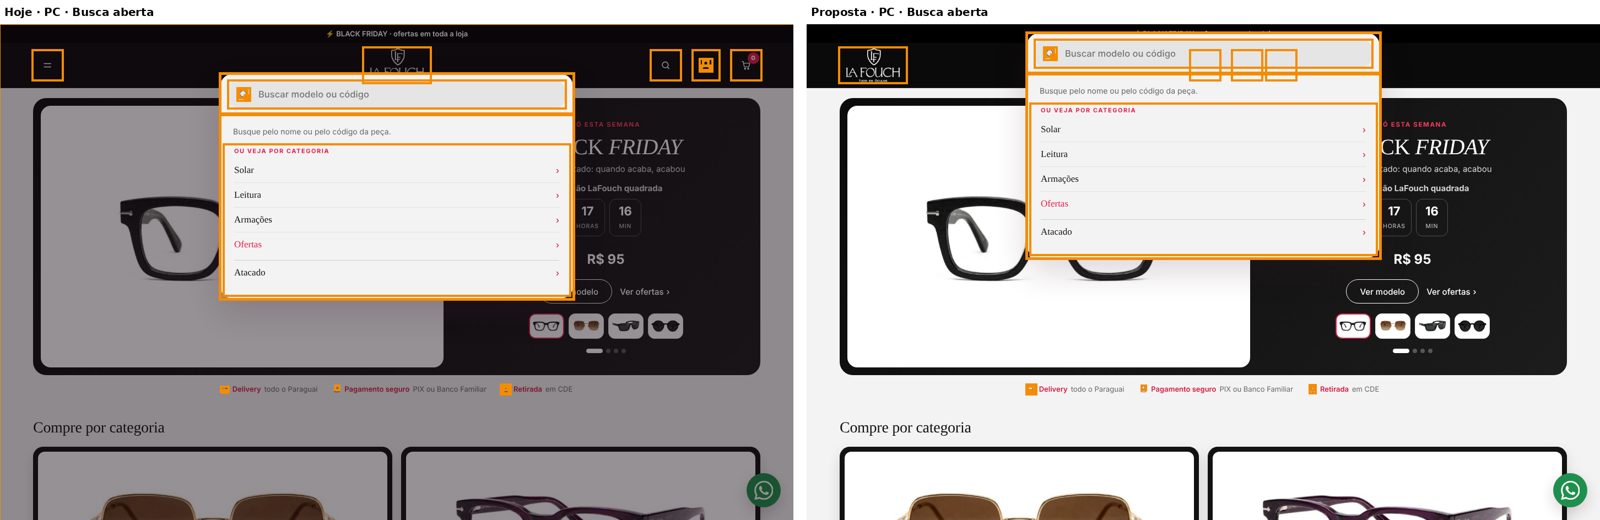 Hoje · PC · Busca aberta
⚡ BLACK FRIDAY · ofertas em toda a loja
LA FOUCH
0
Buscar modelo ou código
Busque pelo nome ou pelo código da peça.
OU VEJA POR CATEGORIA
Solar ›
Leitura ›
Armações ›
Ofertas ›
Atacado ›
Ó ESTA SEMANA
CK FRIDAY
tado: quando acaba, acabou
ão LaFouch quadrada
17
HORAS
16
MIN
R$ 95
modelo
Ver ofertas ›
Delivery todo o Paraguai
Pagamento seguro PIX ou Banco Familiar
Retirada em CDE
Compre por categoria
Proposta · PC · Busca aberta
LA FOUCH
Buscar modelo ou código
Busque pelo nome ou pelo código da peça.
OU VEJA POR CATEGORIA
Solar ›
Leitura ›
Armações ›
Ofertas ›
Atacado ›
Ó ESTA SEMANA
CK FRIDAY
tado: quando acaba, acabou
ão LaFouch quadrada
17
HORAS
16
MIN
R$ 95
Ver modelo
Ver ofertas ›
Delivery todo o Paraguai
Pagamento seguro PIX ou Banco Familiar
Retirada em CDE
Compre por categoria